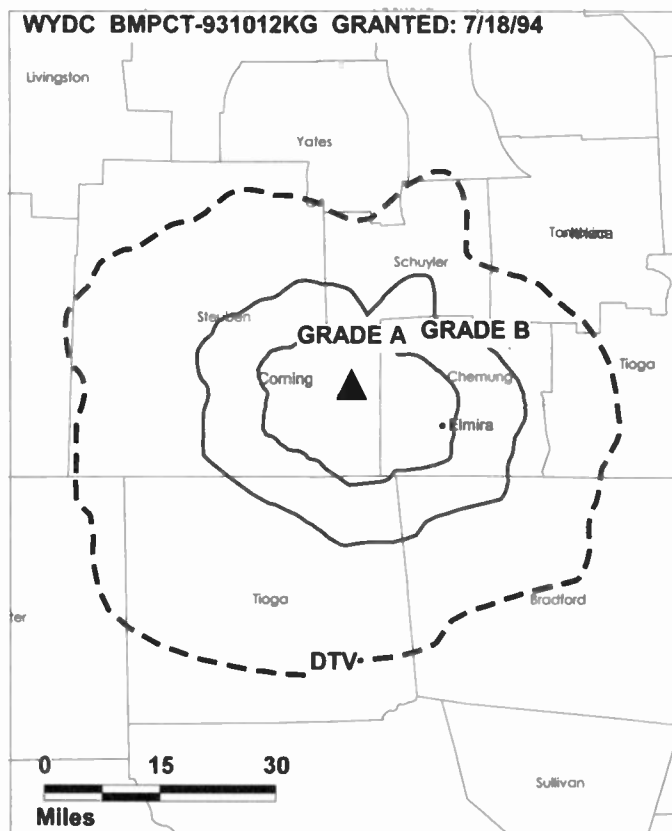 WYDC BMPCT-931012KG GRANTED: 7/18/94
Livingston
Yates
Schuyler
Steuben
GRADE A GRADE B
Tioga
Corning
Chemung
Elmira
Tioga
Bradford
ter
DTV
0 15 30
Miles
Sullivan